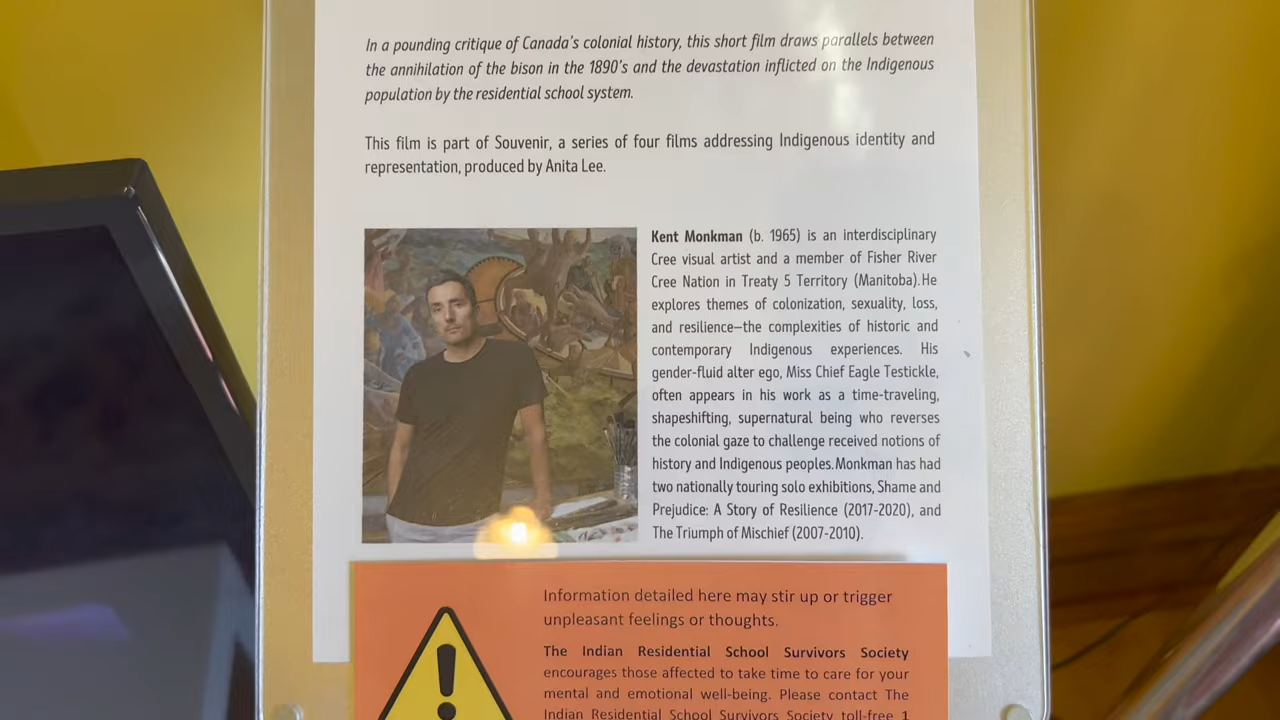 In a pounding critique of Canada's colonial history, this short film draws parallels between
the annihilation of the bison in the 1890's and the devastation inflicted on the Indigenous
population by the residential school system.
This film is part of Souvenir, a series of four films addressing Indigenous identity and
representation, produced by Anita Lee.
Kent Monkman (b. 1965) is an interdisciplinary
Cree visual artist and a member of Fisher River
Cree Nation in Treaty 5 Territory (Manitoba).He
explores themes of colonization, sexuality, loss,
and resilience—the complexities of historic and
contemporary Indigenous experiences. His
gender-fluid alter ego, Miss Chief Eagle Testickle,
often appears in his work as a time-traveling,
shapeshifting, supernatural being who reverses
the colonial gaze to challenge received notions of
history and Indigenous peoples.Monkman has had
two nationally touring solo exhibitions, Shame and
Prejudice: A Story of Resilience (2017-2020), and
The Triumph of Mischief (2007-2010).
Information detailed here may stir up or trigger
unpleasant feelings or thoughts.
The Indian Residential School Survivors Society
encourages those affected to take time to care for your
mental and emotional well-being. Please contact The
Indian Residential School Survivors Society toll-free 1